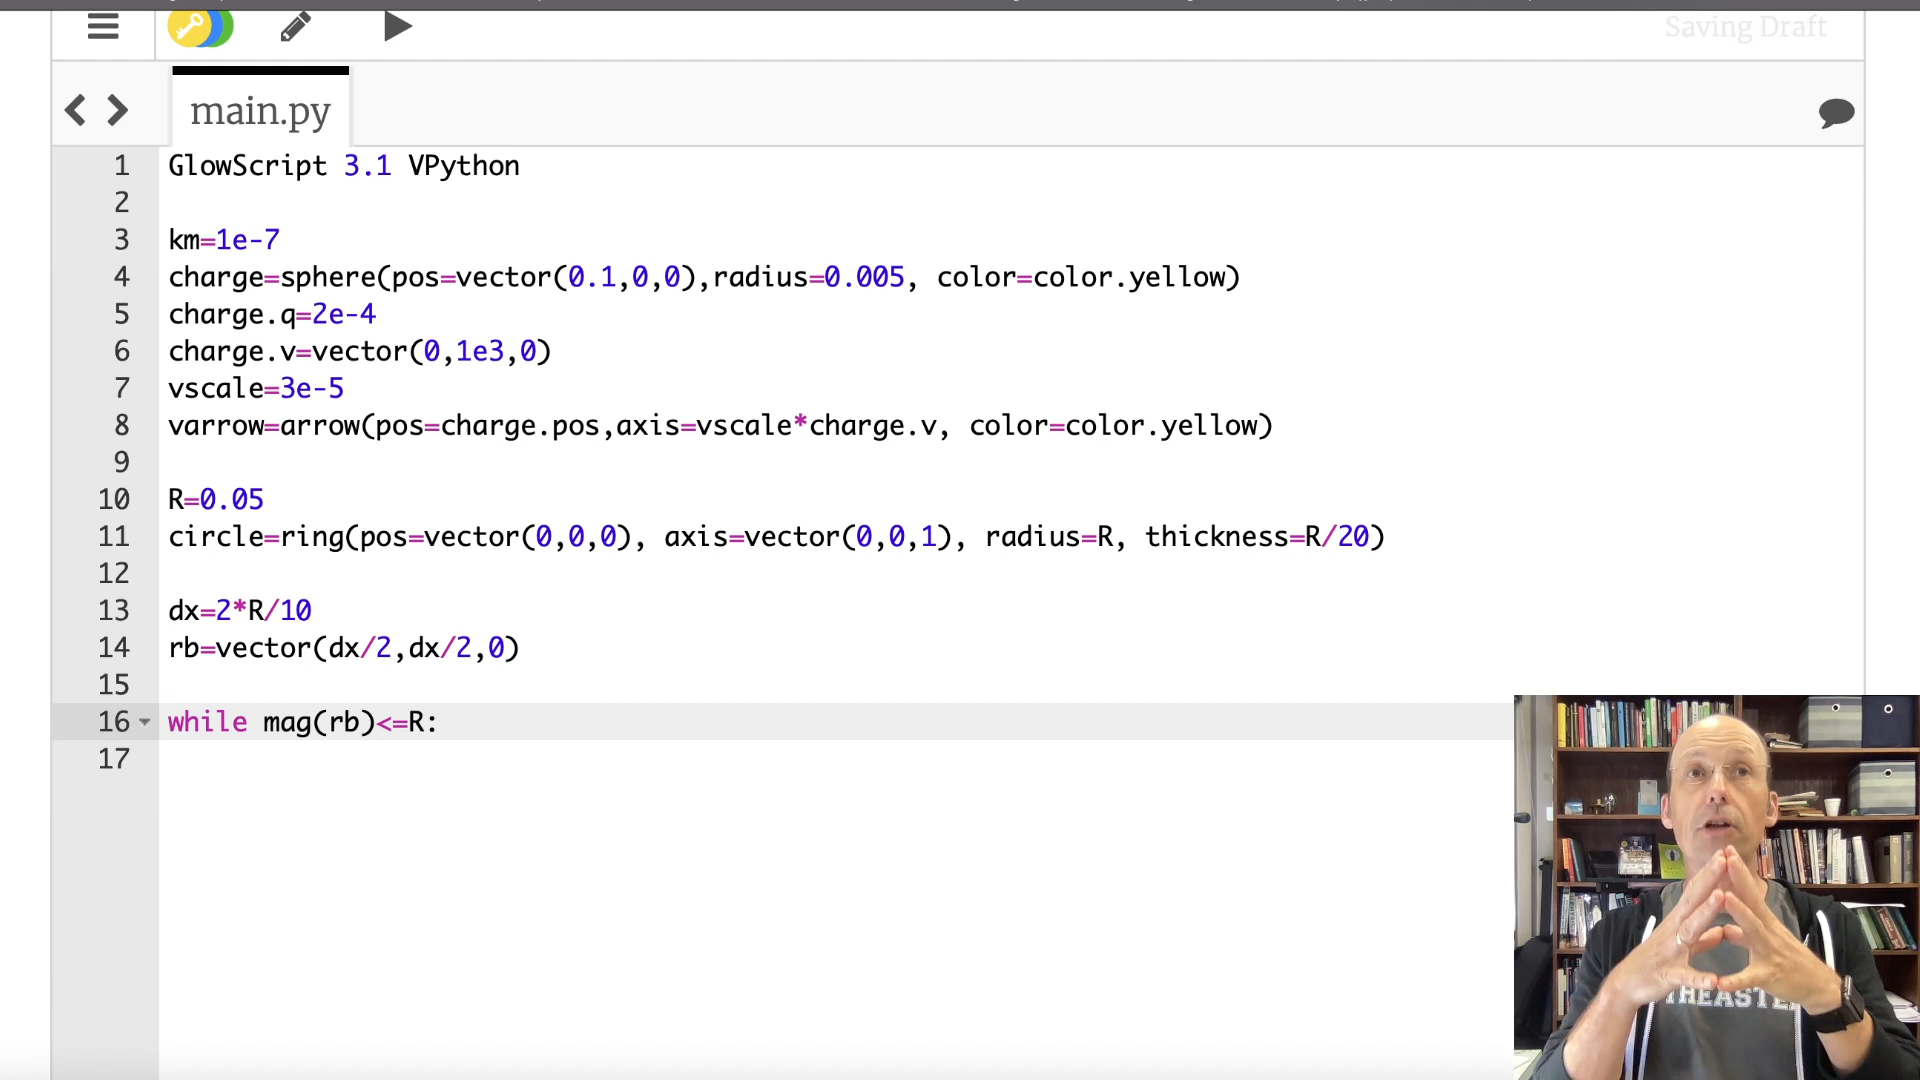 Saving Draft
main.py
1 GlowScript 3.1 VPython
2
3 km=1e-7
4 charge=sphere(pos=vector(0.1,0,0),radius=0.005, color=color.yellow)
5 charge.q=2e-4
6 charge.v=vector(0,1e3,0)
7 vscale=3e-5
8 varrow=arrow(pos=charge.pos,axis=vscale*charge.v, color=color.yellow)
9
10 R=0.05
11 circle=ring(pos=vector(0,0,0), axis=vector(0,0,1), radius=R, thickness=R/20)
12
13 dx=2*R/10
14 rb=vector(dx/2,dx/2,0)
15
16 while mag(rb)<=R:
17